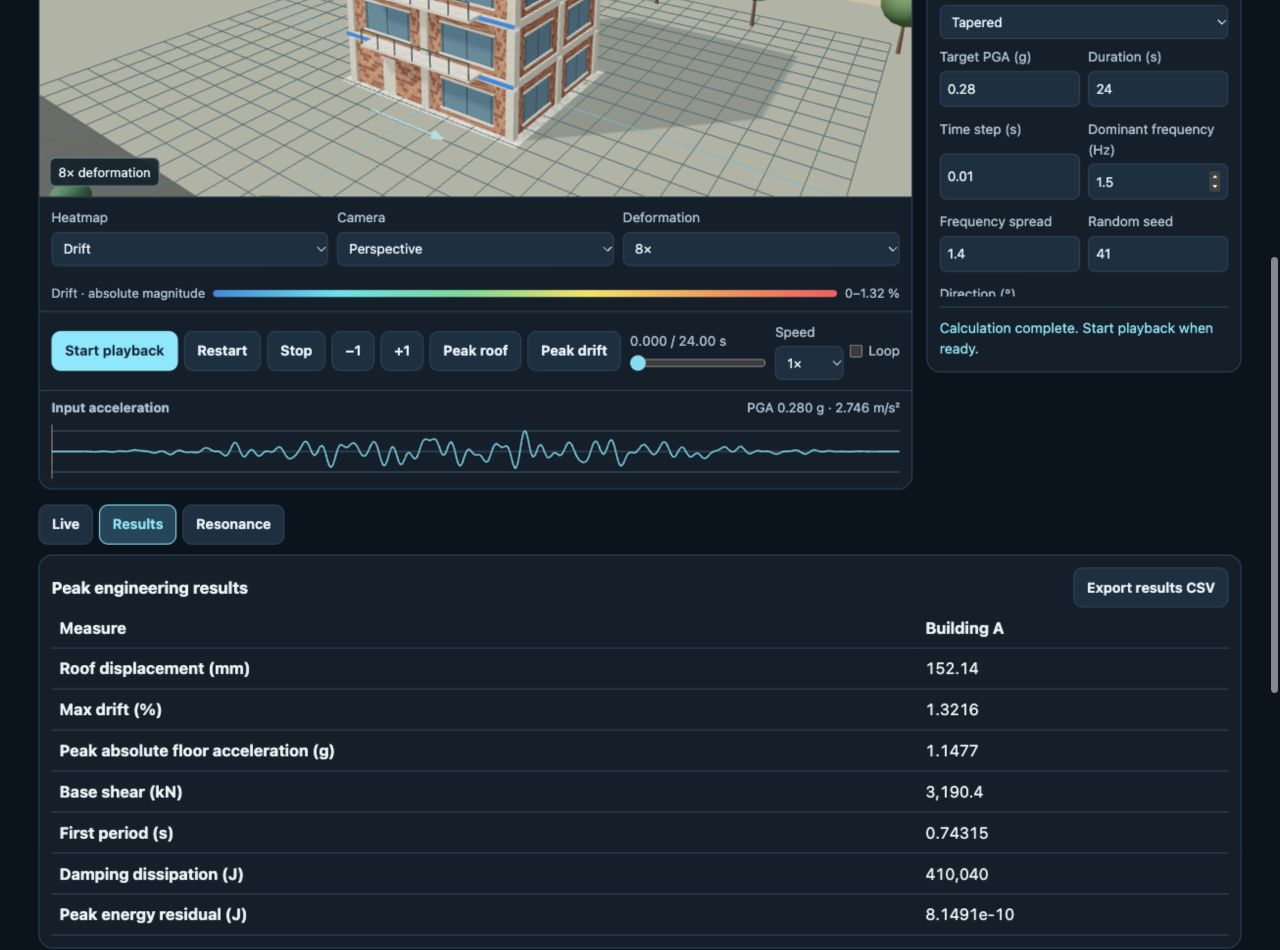 8× deformation
Heatmap
Drift
Camera
Perspective
Deformation
8×
Drift · absolute magnitude
0–1.32 %
Start playback
Restart
Stop
−1
+1
Peak roof
Peak drift
0.000 / 24.00 s
Speed
1×
Loop
Input acceleration
PGA 0.280 g · 2.746 m/s²
Tapered
Target PGA (g)
Duration (s)
0.28
24
Time step (s)
Dominant frequency
(Hz)
0.01
1.5
Frequency spread
Random seed
1.4
41
Direction (°)
Calculation complete. Start playback when
ready.
Live
Results
Resonance
Peak engineering results
Export results CSV
Measure
Building A
Roof displacement (mm)
152.14
Max drift (%)
1.3216
Peak absolute floor acceleration (g)
1.1477
Base shear (kN)
3,190.4
First period (s)
0.74315
Damping dissipation (J)
410,040
Peak energy residual (J)
8.1491e-10